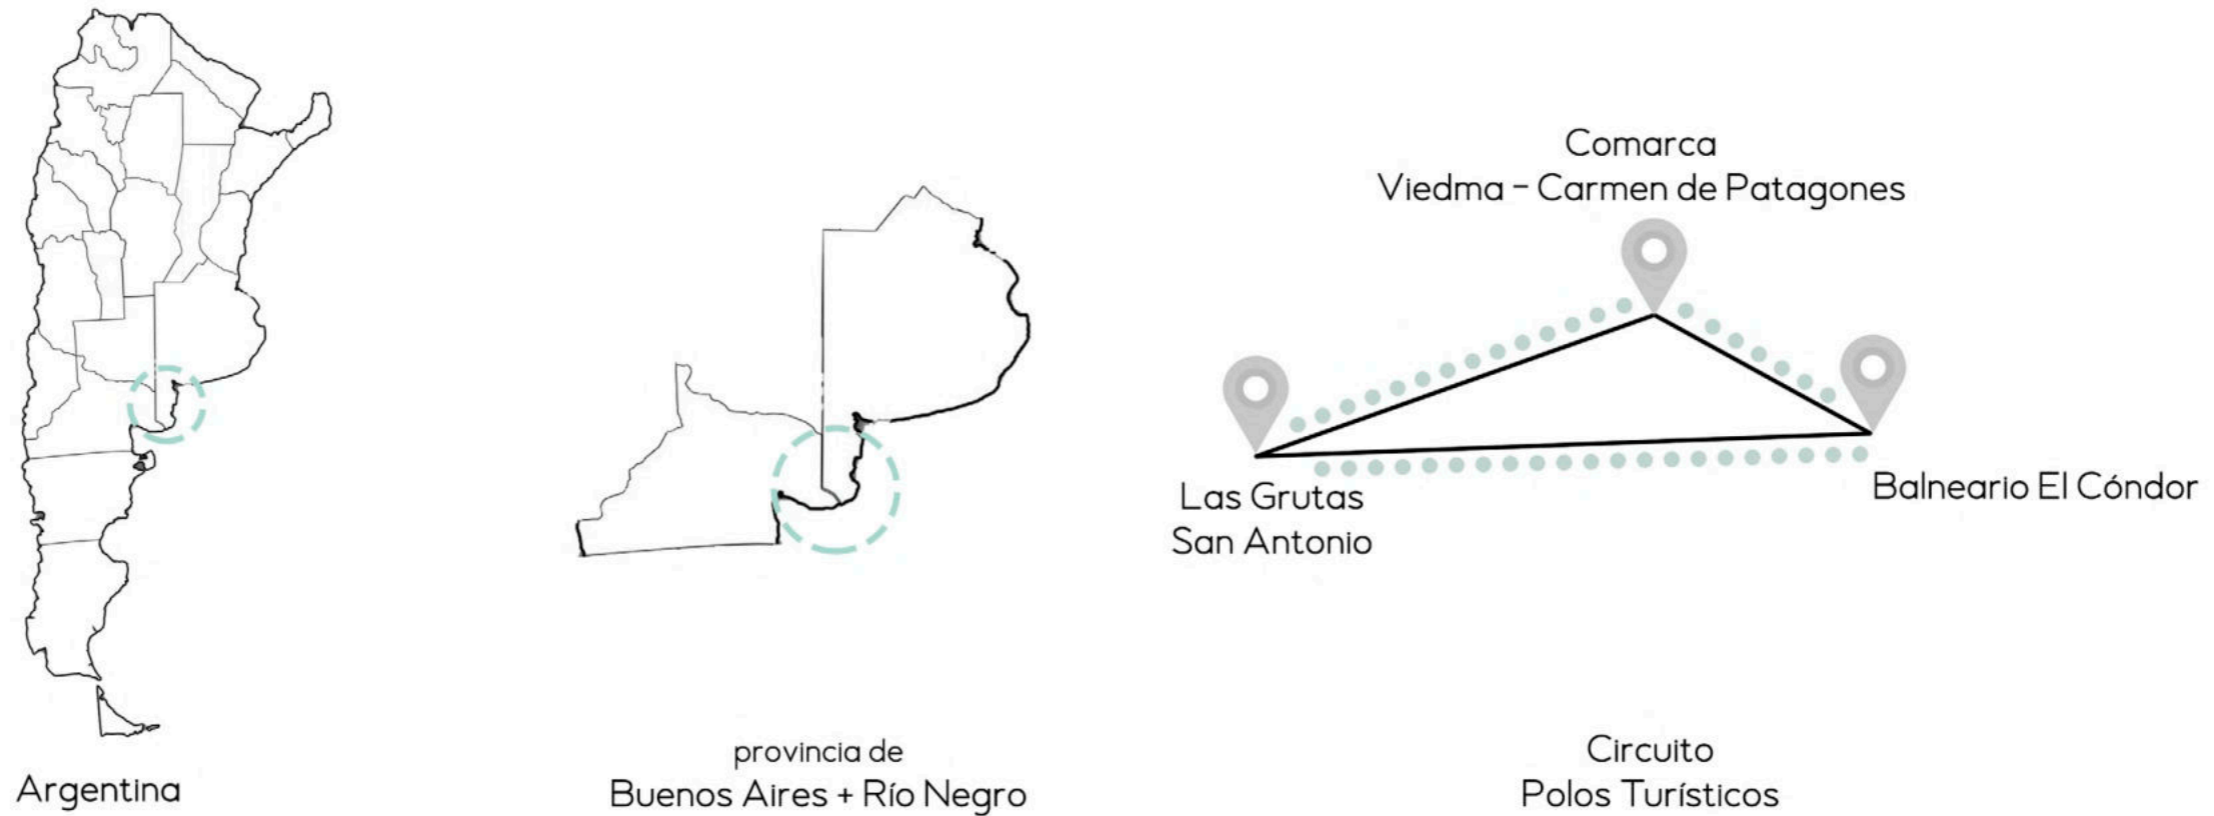 Argentina
provincia de
Buenos Aires + Río Negro
Comarca
Viedma - Carmen de Patagones
Las Grutas
San Antonio
Balneario El Cóndor
Circuito
Polos Turísticos